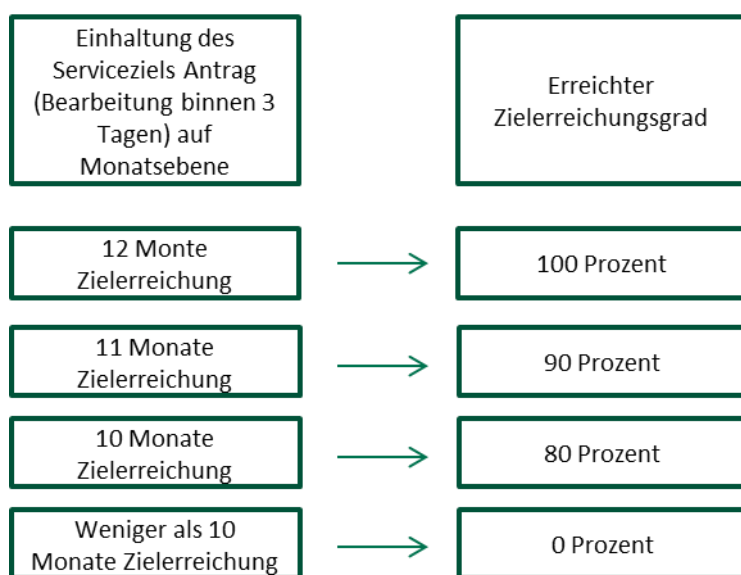 Einhaltung des
Serviceziels Antrag
(Bearbeitung binnen 3
Tagen) auf
Monatsebene
Erreichter
Zielerreichungsgrad
12 Monte
Zielerreichung
100 Prozent
11 Monate
Zielerreichung
90 Prozent
10 Monate
Zielerreichung
80 Prozent
Weniger als 10
Monate Zielerreichung
0 Prozent